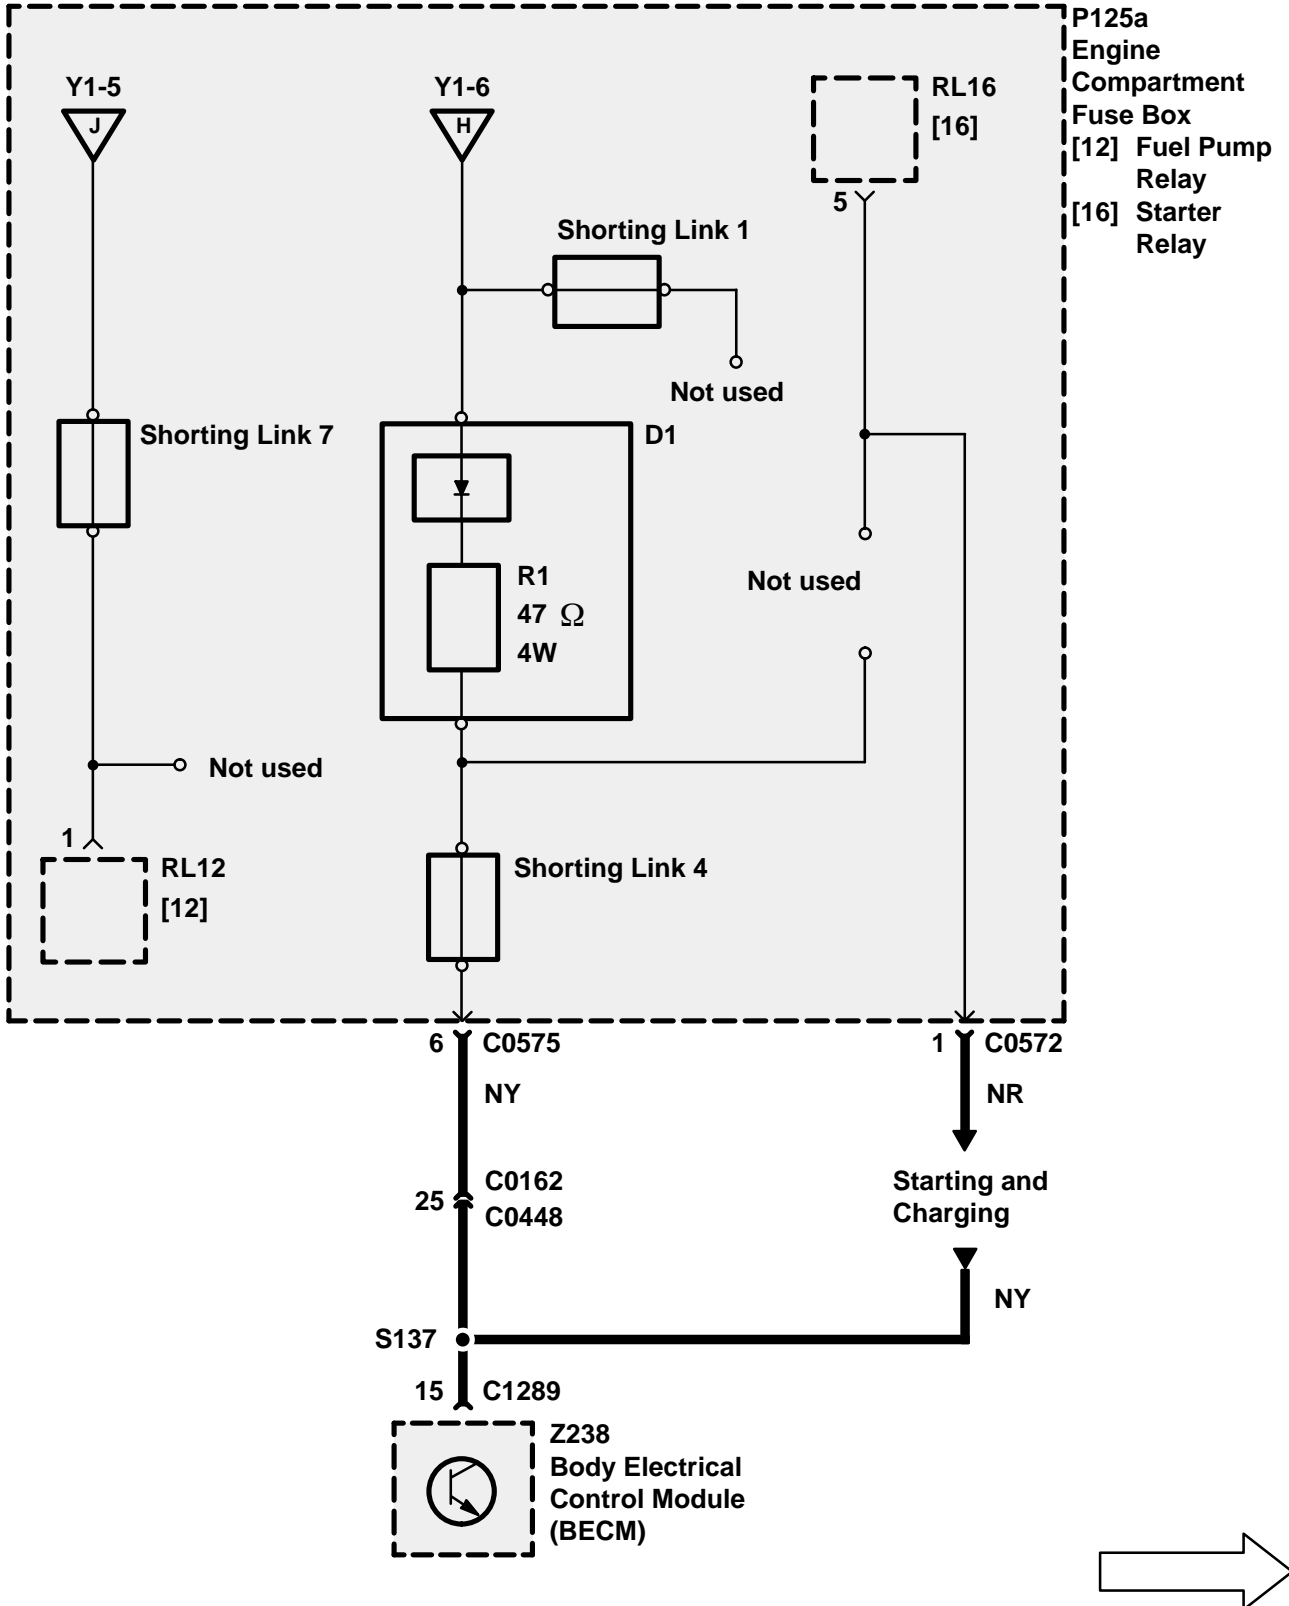 P125a
Engine
Compartment
Fuse Box
[12] Fuel Pump
Relay
[16] Starter
Relay
Y1-5
J
Y1-6
H
RL16
[16]
5
Shorting Link 1
Not used
Shorting Link 7
D1
R1
47 Ω
4W
Not used
Not used
1
RL12
[12]
Shorting Link 4
6 C0575
1 C0572
NY
NR
25
C0162
C0448
Starting and
Charging
NY
S137
15 C1289
Z238
Body Electrical
Control Module
(BECM)